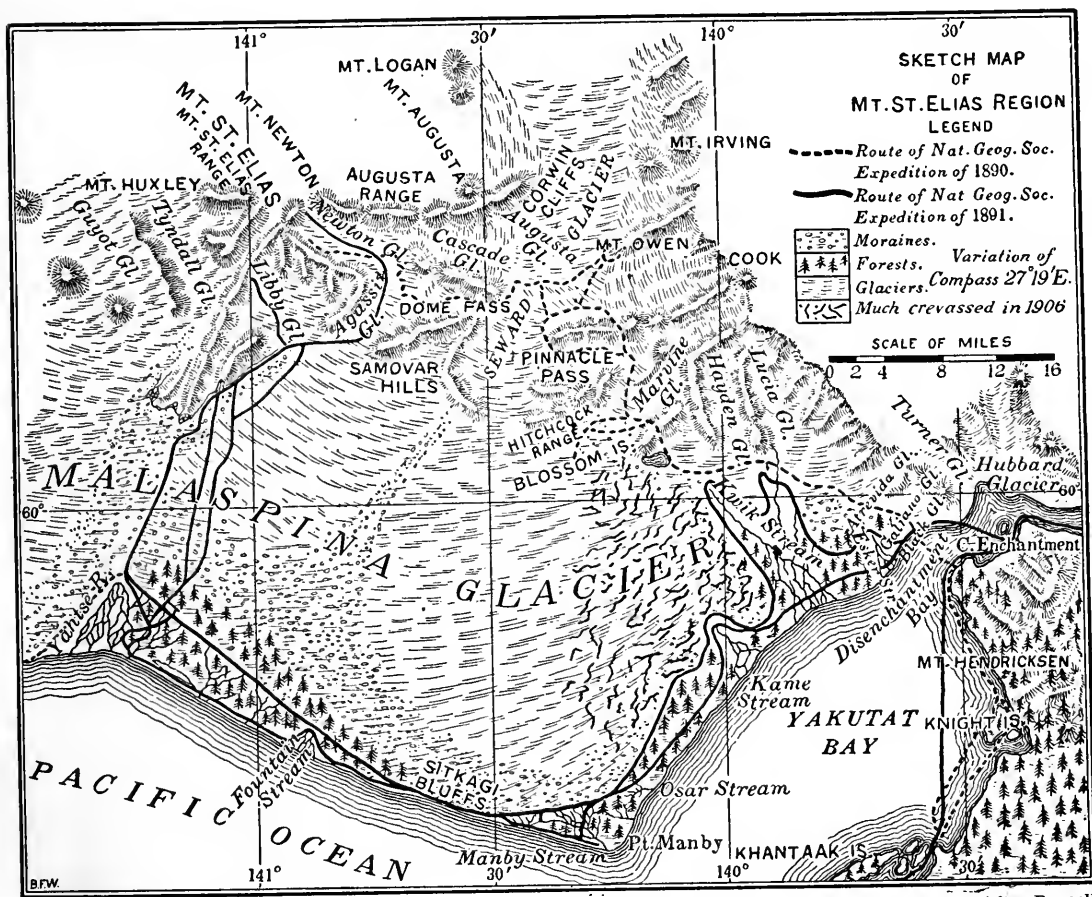 141°
30'
140°
30'
SKETCH MAP
OF
MT. ST. ELIAS REGION
LEGEND
Route of Nat. Geog. Soc.
Expedition of 1890.
Route of Nat Geog. Soc.
Expedition of 1891.
Moraines.
Forests.
Glaciers.
Variation of
Compass 27°19'E.
Much crevassed in 1906
SCALE OF MILES
0 2 4 8 12 16
MT. LOGAN
MT. AUGUSTA
MT. NEWTON
MT. ST. ELIAS
MT. ST. ELIAS
RANGE
MT. HUXLEY
AUGUSTA
RANGE
CORWIN
CLIFFS
MT. IRVING
Guyot Gl.
Tyndall Gl.
Libbey Gl.
Newton Gl.
Agassiz
Gl.
Cascade
Gl.
Augusta
Gl.
SEWARD GLACIER
MT. OWEN
COOK
DOME PASS
SAMOVAR
HILLS
PINNACLE
PASS
HITCHCOCK
RANGE
BLOSSOM IS.
Marvine
Gl.
Hayden Gl.
Lucia Gl.
Turner Gl.
Hubbard
Glacier
60°
60°
MALASPINA GLACIER
Kwik Stream
Galiano Gl.
Black Gl.
C. Enchantment
Disenchantment
Bay
MT. HENDRICKSEN
KNIGHT IS.
YAKUTAT
BAY
Kame
Stream
Osar Stream
Pt. Manby
Manby Stream
KHANTAAK IS.
SITKAGI
BLUFFS
Fountain
Stream
PACIFIC OCEAN
B.F.W.
141°
30'
140°
30'